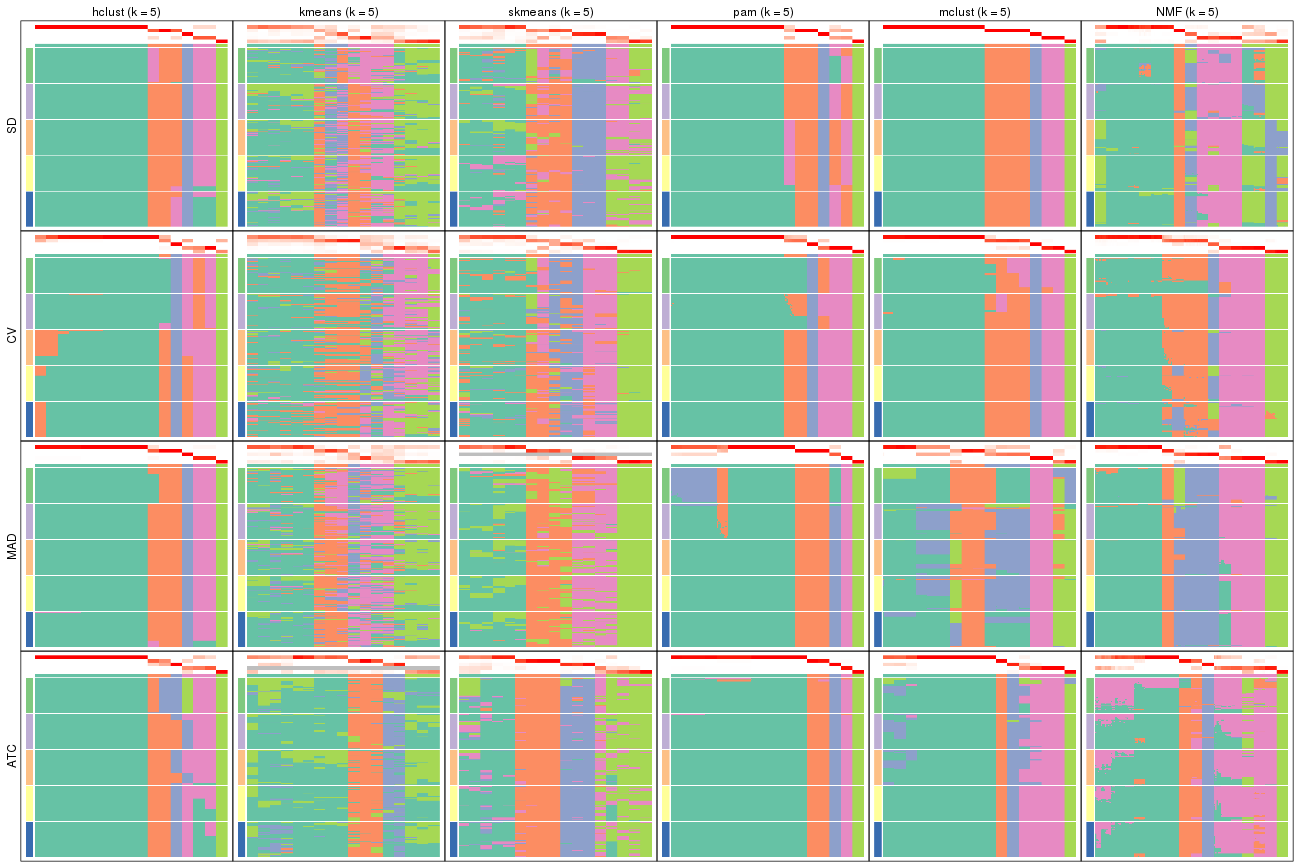 hclust (k = 5) kmeans (k = 5) skmeans (k = 5) pam (k = 5) mclust (k = 5) NMF (k = 5)
SD
CV
MAD
ATC